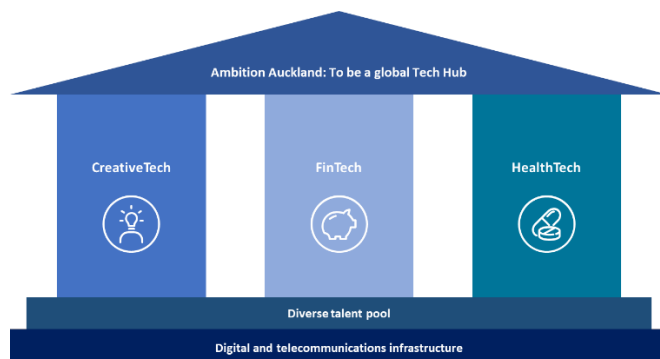 Ambition Auckland: To be a global Tech Hub
CreativeTech
FinTech
HealthTech
Diverse talent pool
Digital and telecommunications infrastructure